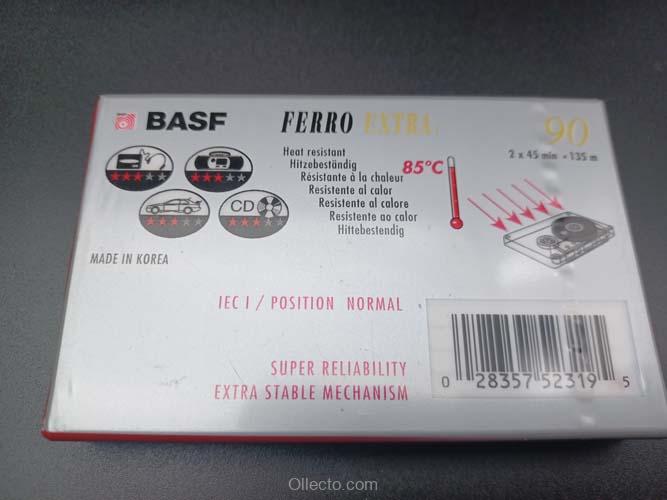 BASF FERRO EXTRA 90
2 x 45 min • 135 m
Heat resistant
Hitzebeständig
Résistante à la chaleur
Resistente al calor
Resistente al calore
Resistente ao calor
Hittebestendig
85°C
CD
MADE IN KOREA
IEC I / POSITION NORMAL
SUPER RELIABILITY
EXTRA STABLE MECHANISM
0 28357 52319 5
Ollecto.com